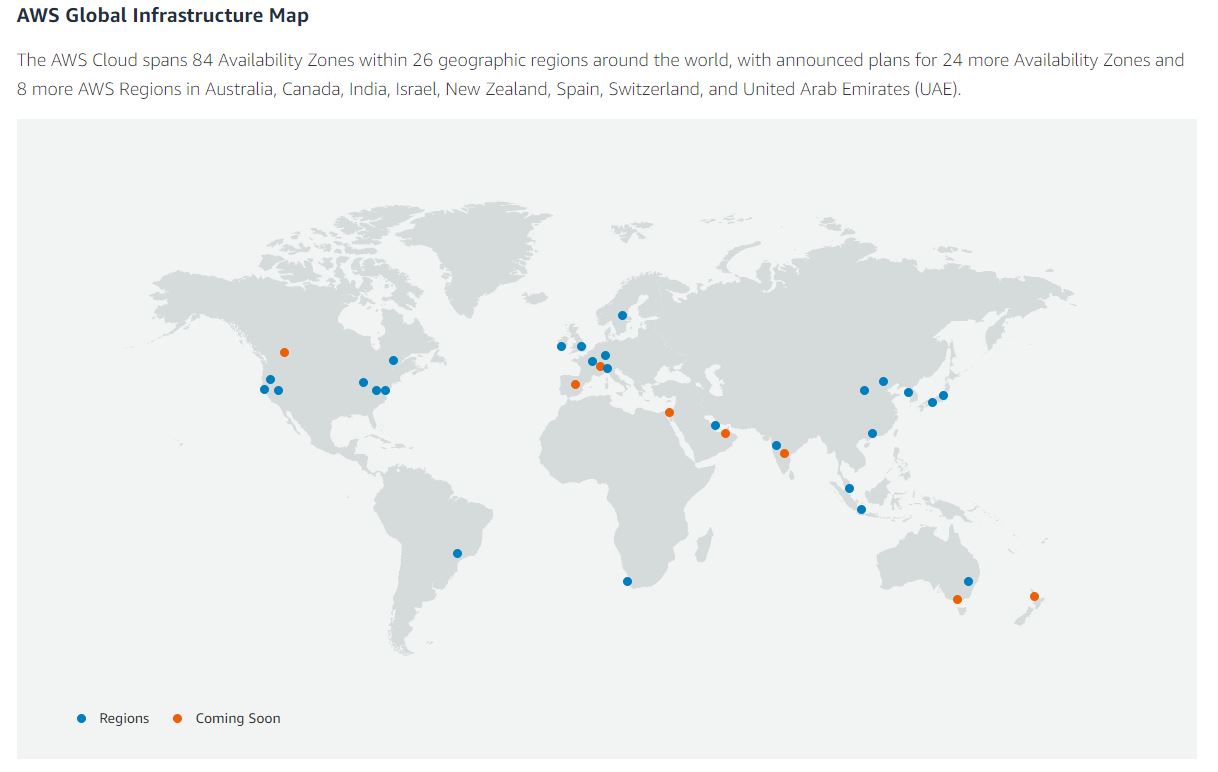 AWS Global Infrastructure Map
The AWS Cloud spans 84 Availability Zones within 26 geographic regions around the world, with announced plans for 24 more Availability Zones and
8 more AWS Regions in Australia, Canada, India, Israel, New Zealand, Spain, Switzerland, and United Arab Emirates (UAE).
Regions
Coming Soon